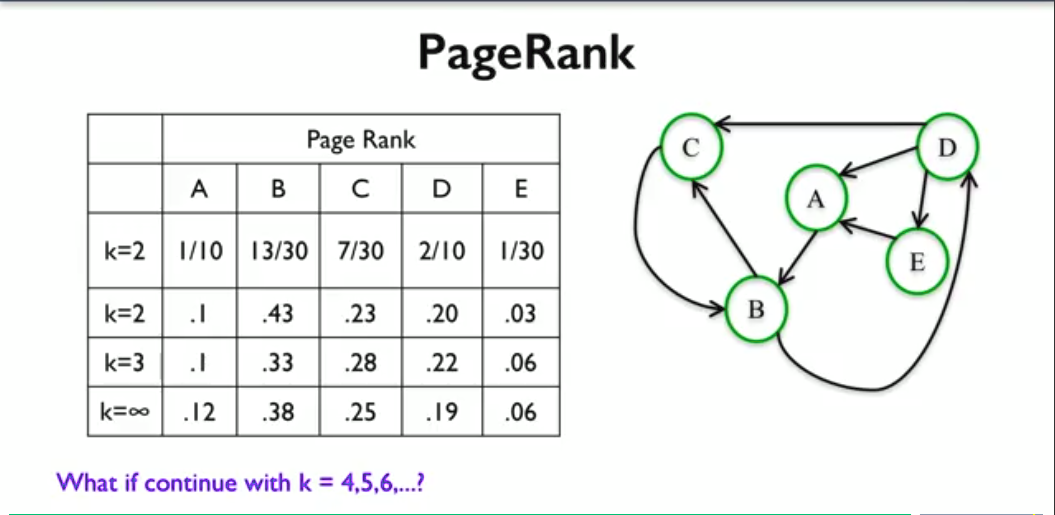 PageRank
Page Rank
A B C D E
k=2 1/10 13/30 7/30 2/10 1/30
k=2 .1 .43 .23 .20 .03
k=3 .1 .33 .28 .22 .06
k=∞ .12 .38 .25 .19 .06
C
D
A
E
B
What if continue with k = 4,5,6,...?